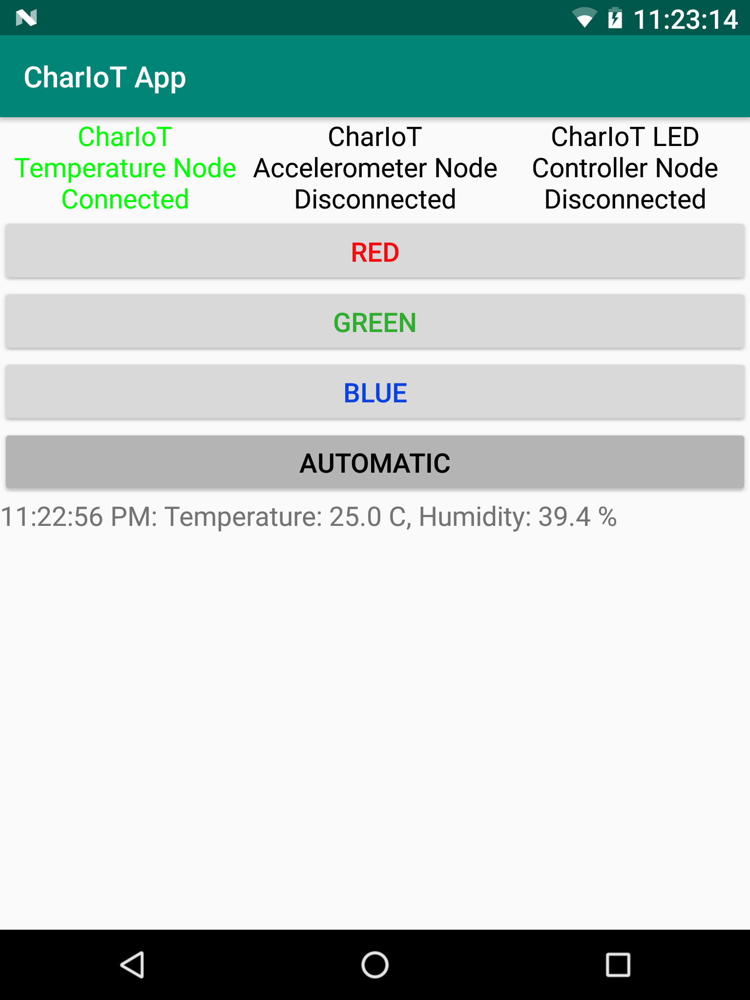 11:23:14
CharIoT App
CharIoT
Temperature Node
Connected
CharIoT
Accelerometer Node
Disconnected
CharIoT LED
Controller Node
Disconnected
RED
GREEN
BLUE
AUTOMATIC
11:22:56 PM: Temperature: 25.0 C, Humidity: 39.4 %